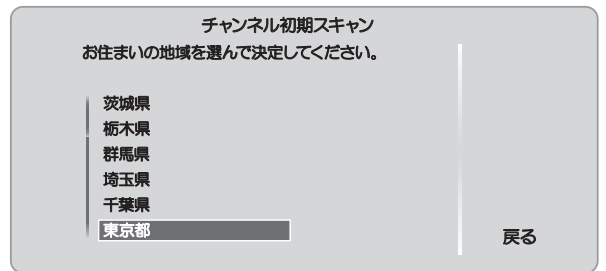 チャンネル初期スキャン
お住まいの地域を選んで決定してください。
茨城県
栃木県
群馬県
埼玉県
千葉県
東京都
戻る